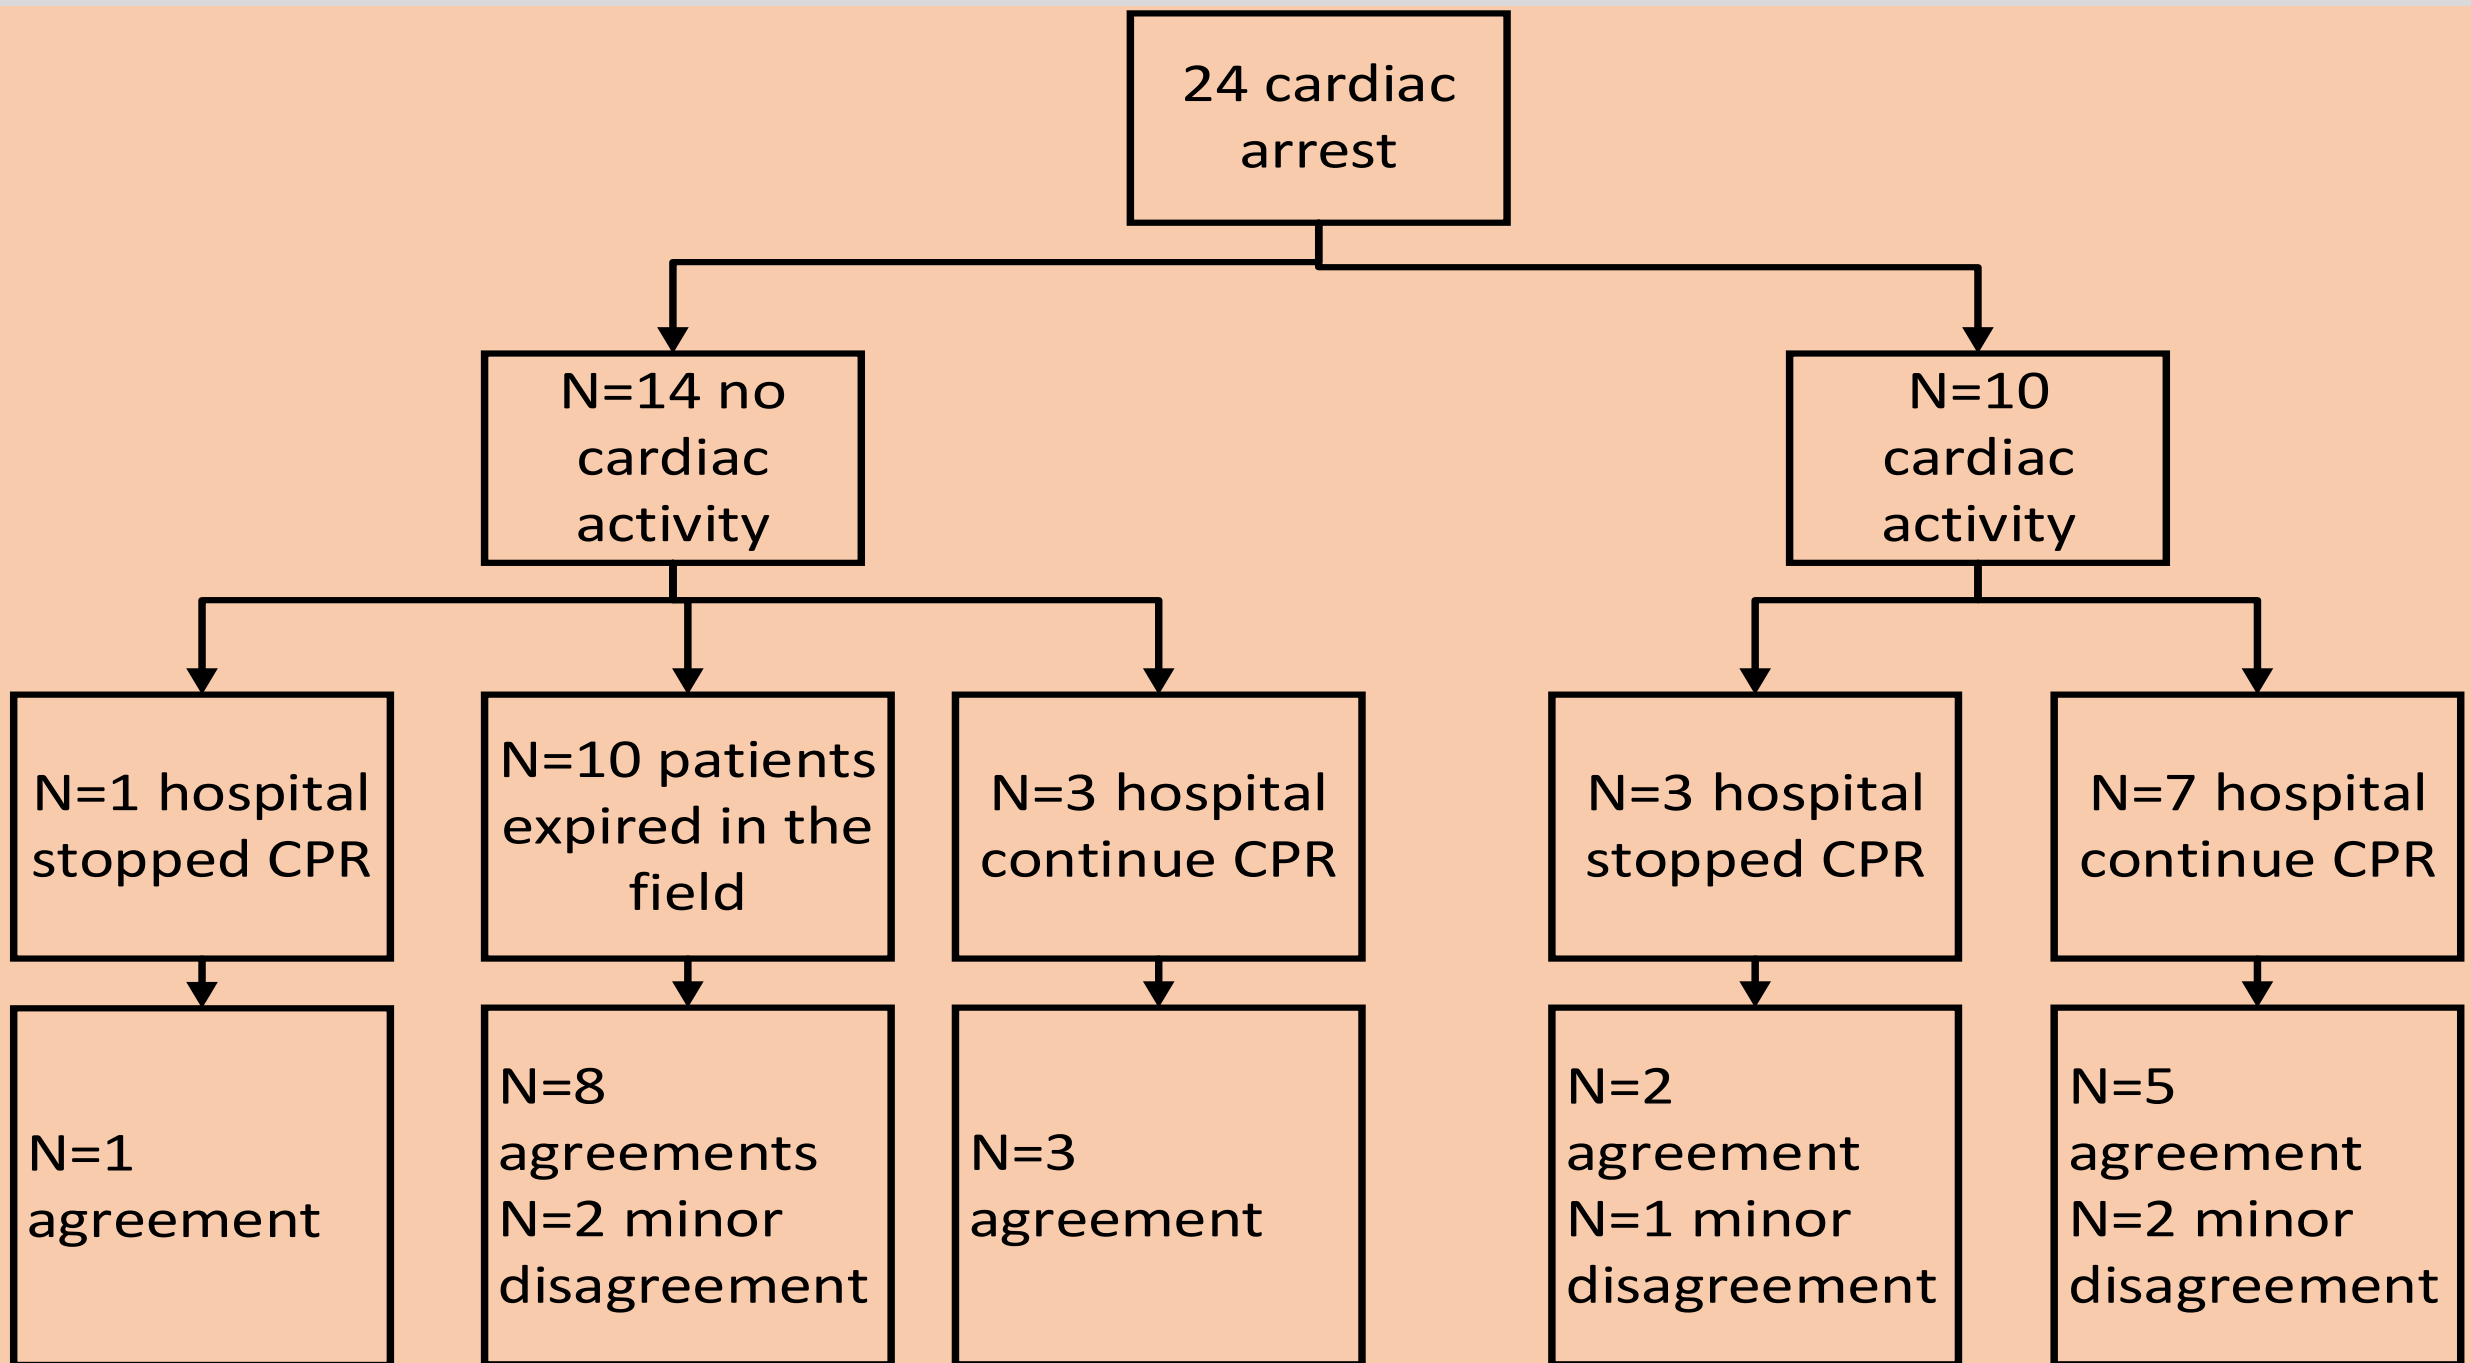 24 cardiac
arrest
N=14 no
cardiac
activity
N=10
cardiac
activity
N=1 hospital
stopped CPR
N=10 patients
expired in the
field
N=3 hospital
continue CPR
N=3 hospital
stopped CPR
N=7 hospital
continue CPR
N=1
agreement
N=8
agreements
N=2 minor
disagreement
N=3
agreement
N=2
agreement
N=1 minor
disagreement
N=5
agreement
N=2 minor
disagreement